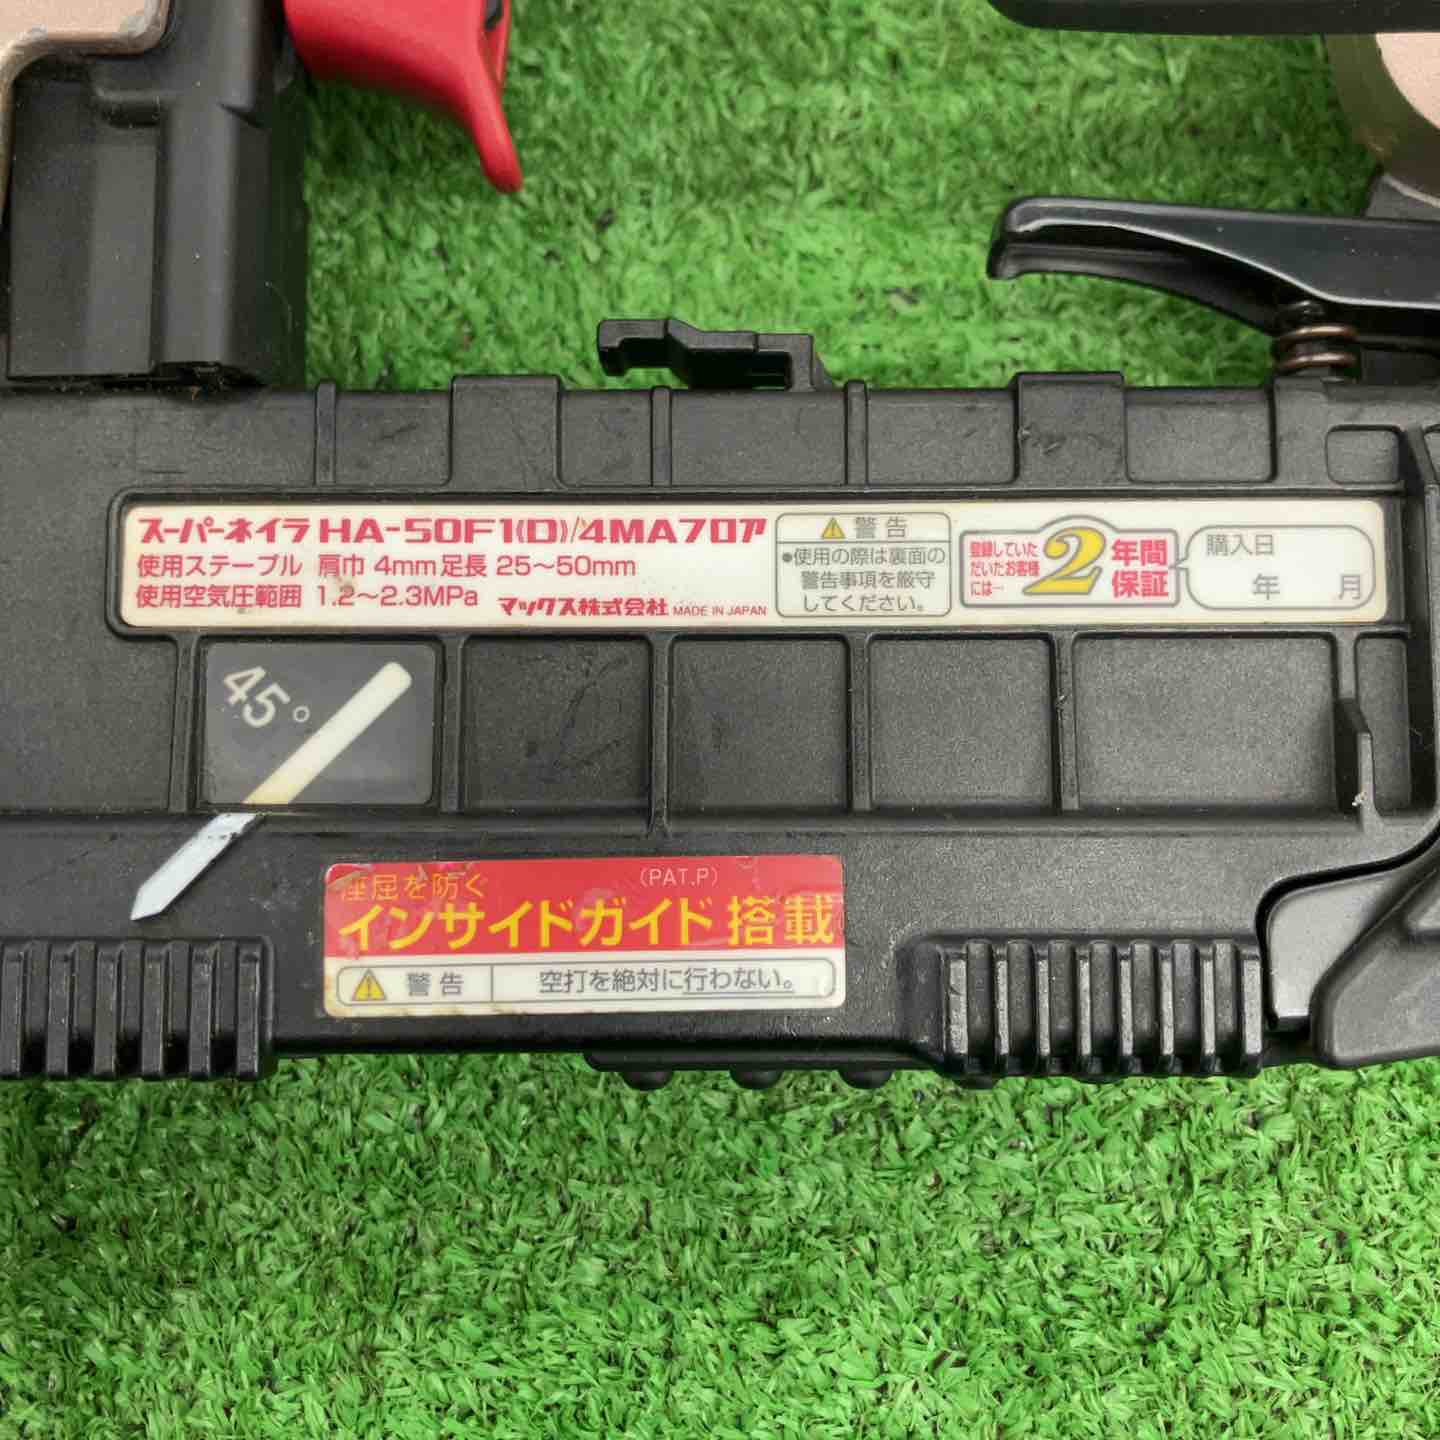 スーパーネイラ HA-50F1(D)/4MAフロア
使用ステープル 肩巾 4mm 足長 25～50mm
使用空気圧範囲 1.2～2.3MPa マックス株式会社 MADE IN JAPAN
警告
●使用の際は裏面の
警告事項を厳守
してください。
登録していた
だいたお客様
には…
2年間
保証
購入日
年 月
45°
座屈を防ぐ (PAT.P)
インサイドガイド搭載
警告 空打を絶対に行わない。